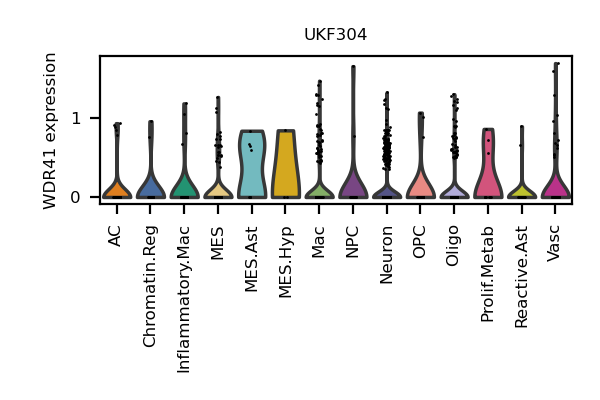 UKF304
WDR41 expression
1
0
AC
Chromatin.Reg
Inflammatory.Mac
MES
MES.Ast
MES.Hyp
Mac
NPC
Neuron
OPC
Oligo
Prolif.Metab
Reactive.Ast
Vasc